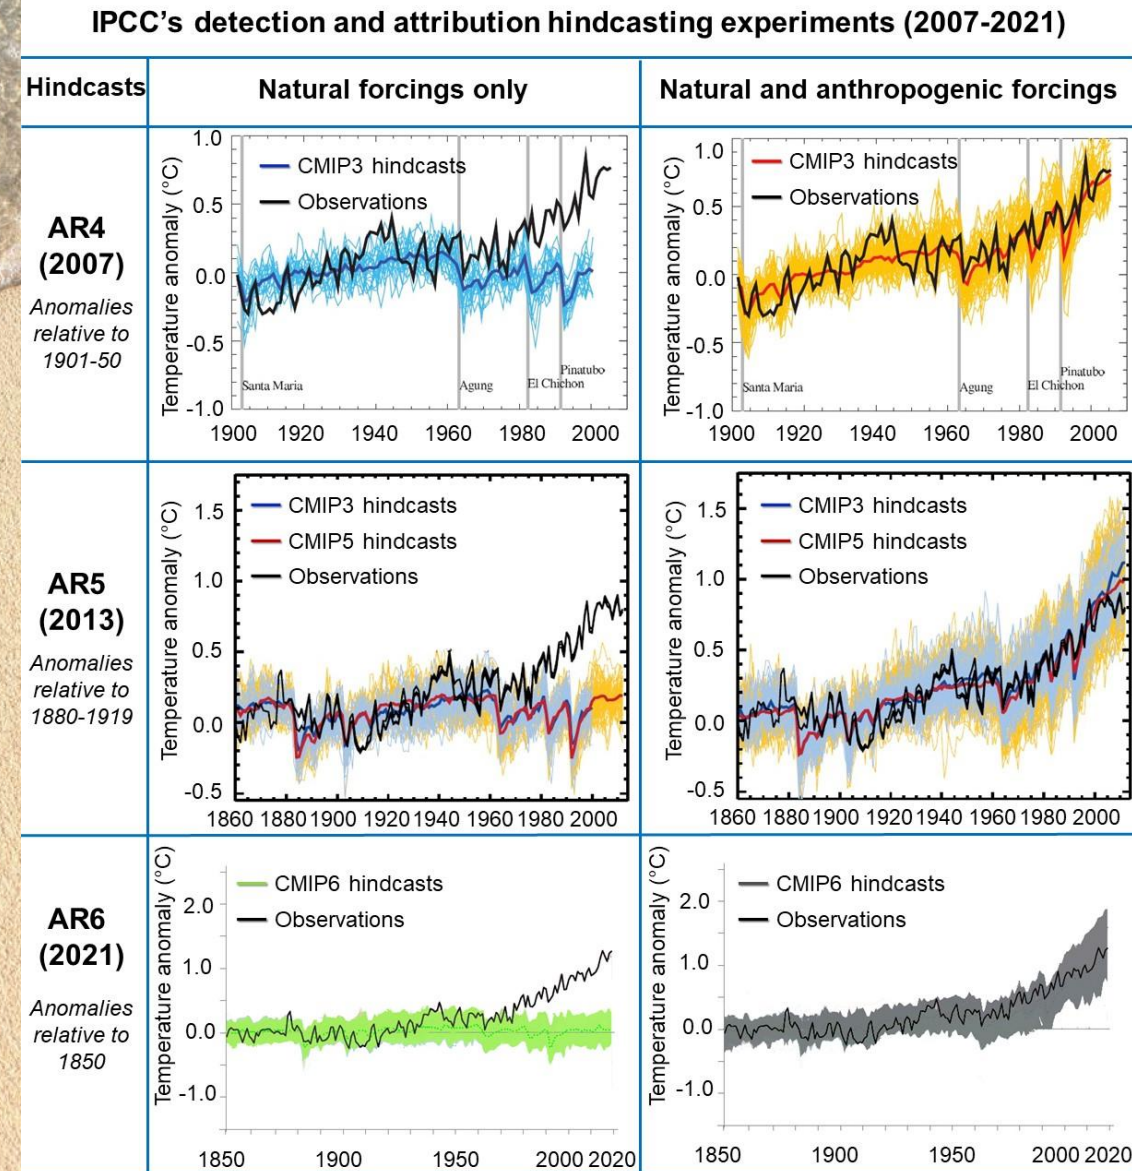 IPCC's detection and attribution hindcasting experiments (2007-2021)
Hindcasts
Natural forcings only
Natural and anthropogenic forcings
AR4
(2007)
Anomalies
relative to
1901-50
Temperature anomaly (°C)
1.0
0.5
0.0
-0.5
-1.0
CMIP3 hindcasts
Observations
Santa Maria
Agung
El Chichon
Pinatubo
1900 1920 1940 1960 1980 2000
Temperature anomaly (°C)
1.0
0.5
0.0
-0.5
-1.0
CMIP3 hindcasts
Observations
Santa Maria
Agung
El Chichon
Pinatubo
1900 1920 1940 1960 1980 2000
AR5
(2013)
Anomalies
relative to
1880-1919
Temperature anomaly (°C)
1.5
1.0
0.5
0.0
-0.5
CMIP3 hindcasts
CMIP5 hindcasts
Observations
1860 1880 1900 1920 1940 1960 1980 2000
Temperature anomaly (°C)
1.5
1.0
0.5
0.0
-0.5
CMIP3 hindcasts
CMIP5 hindcasts
Observations
1860 1880 1900 1920 1940 1960 1980 2000
AR6
(2021)
Anomalies
relative to
1850
Temperature anomaly (°C)
2.0
1.0
0.0
-1.0
CMIP6 hindcasts
Observations
1850 1900 1950 2000 2020
Temperature anomaly (°C)
2.0
1.0
0.0
-1.0
CMIP6 hindcasts
Observations
1850 1900 1950 2000 2020